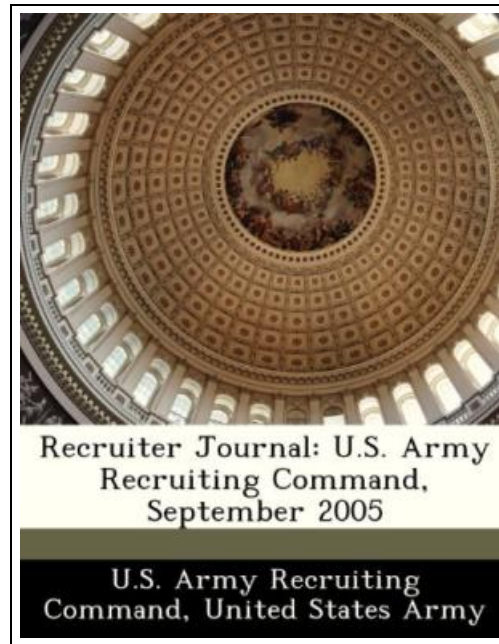 Recruiter Journal: U.S. Army
Recruiting Command,
September 2005
U.S. Army Recruiting
Command, United States Army